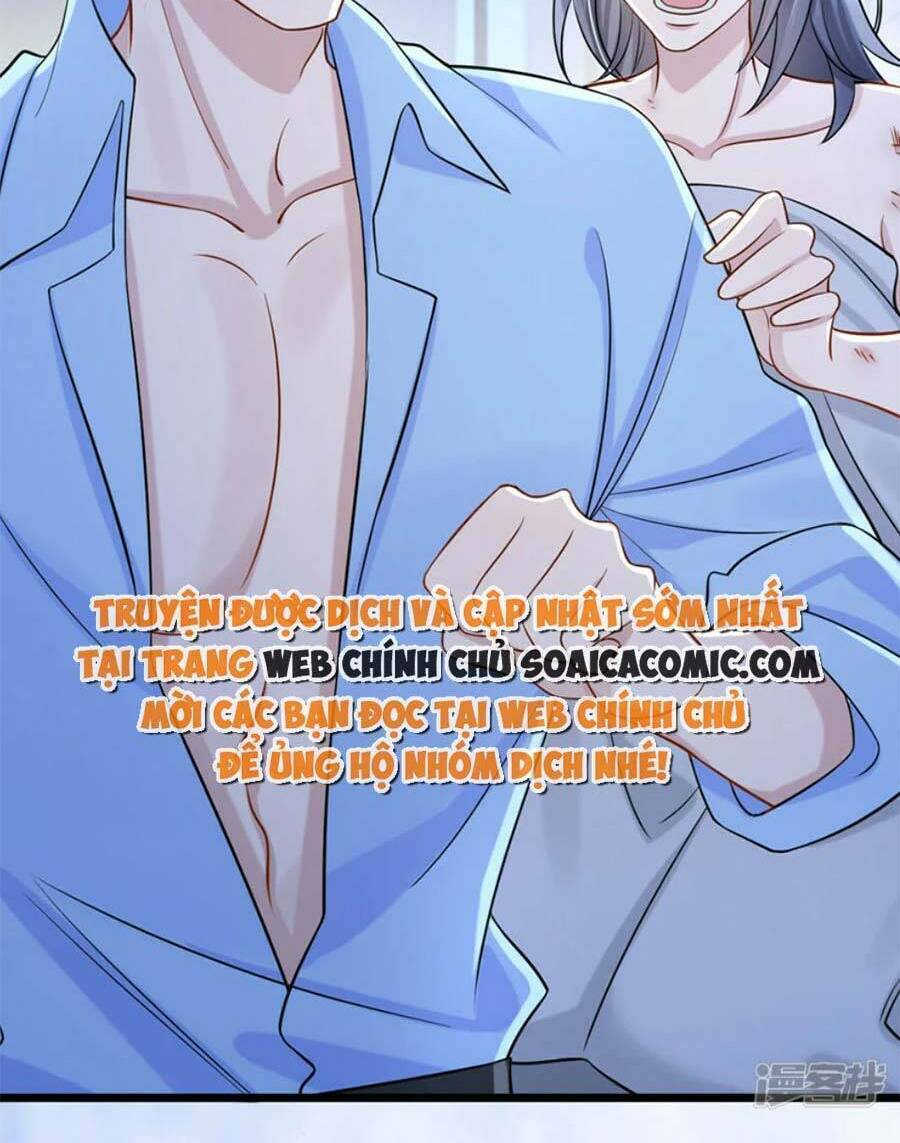 TRUYỆN ĐƯỢC DỊCH VÀ CẬP NHẬT SỚM NHẤT
TẠI TRANG WEB CHÍNH CHỦ SOAICACOMIC.COM
MỜI CÁC BẠN ĐỌC TẠI WEB CHÍNH CHỦ
ĐỂ ỦNG HỘ NHÓM DỊCH NHÉ!
漫客栈